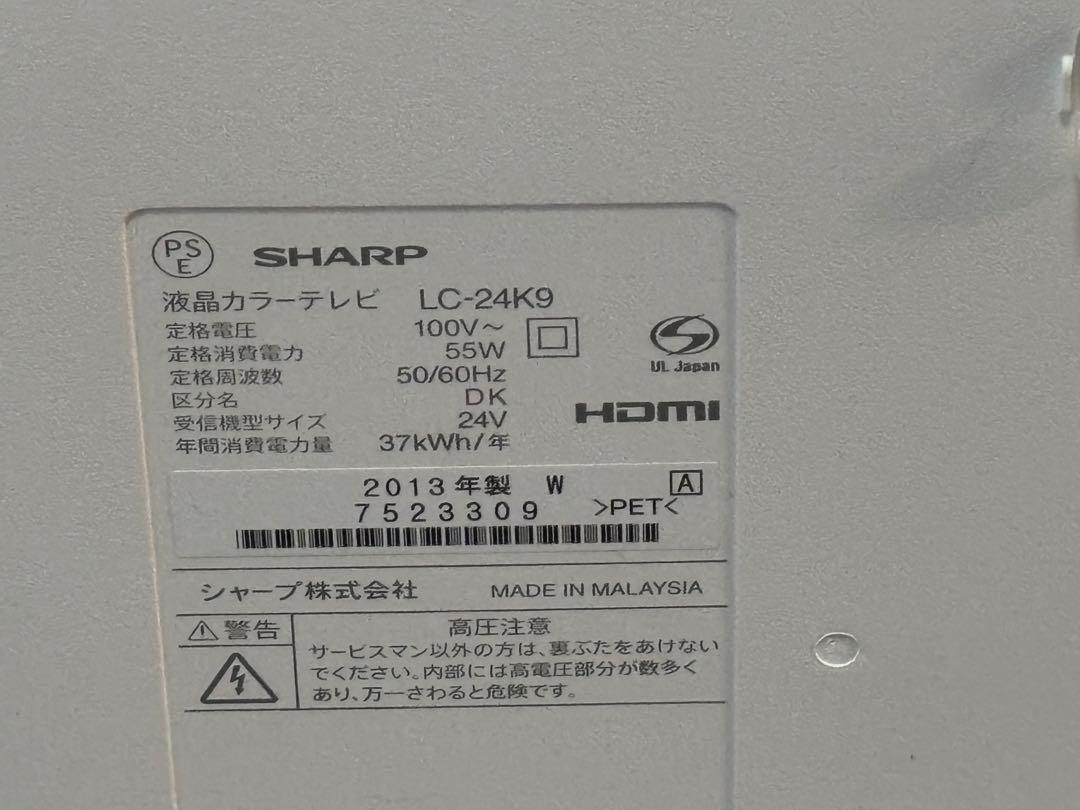 PS
E
SHARP
液晶カラーテレビ LC-24K9
定格電圧 100V～
定格消費電力 55W
定格周波数 50/60Hz
区分名 DK
受信機型サイズ 24V
年間消費電力量 37kWh/年
UL Japan
HDMI
2013年製 W A
7523309 >PET<
シャープ株式会社 MADE IN MALAYSIA
警告
高圧注意
サービスマン以外の方は、裏ぶたをあけない
でください。内部には高電圧部分が数多く
あり、万一さわると危険です。